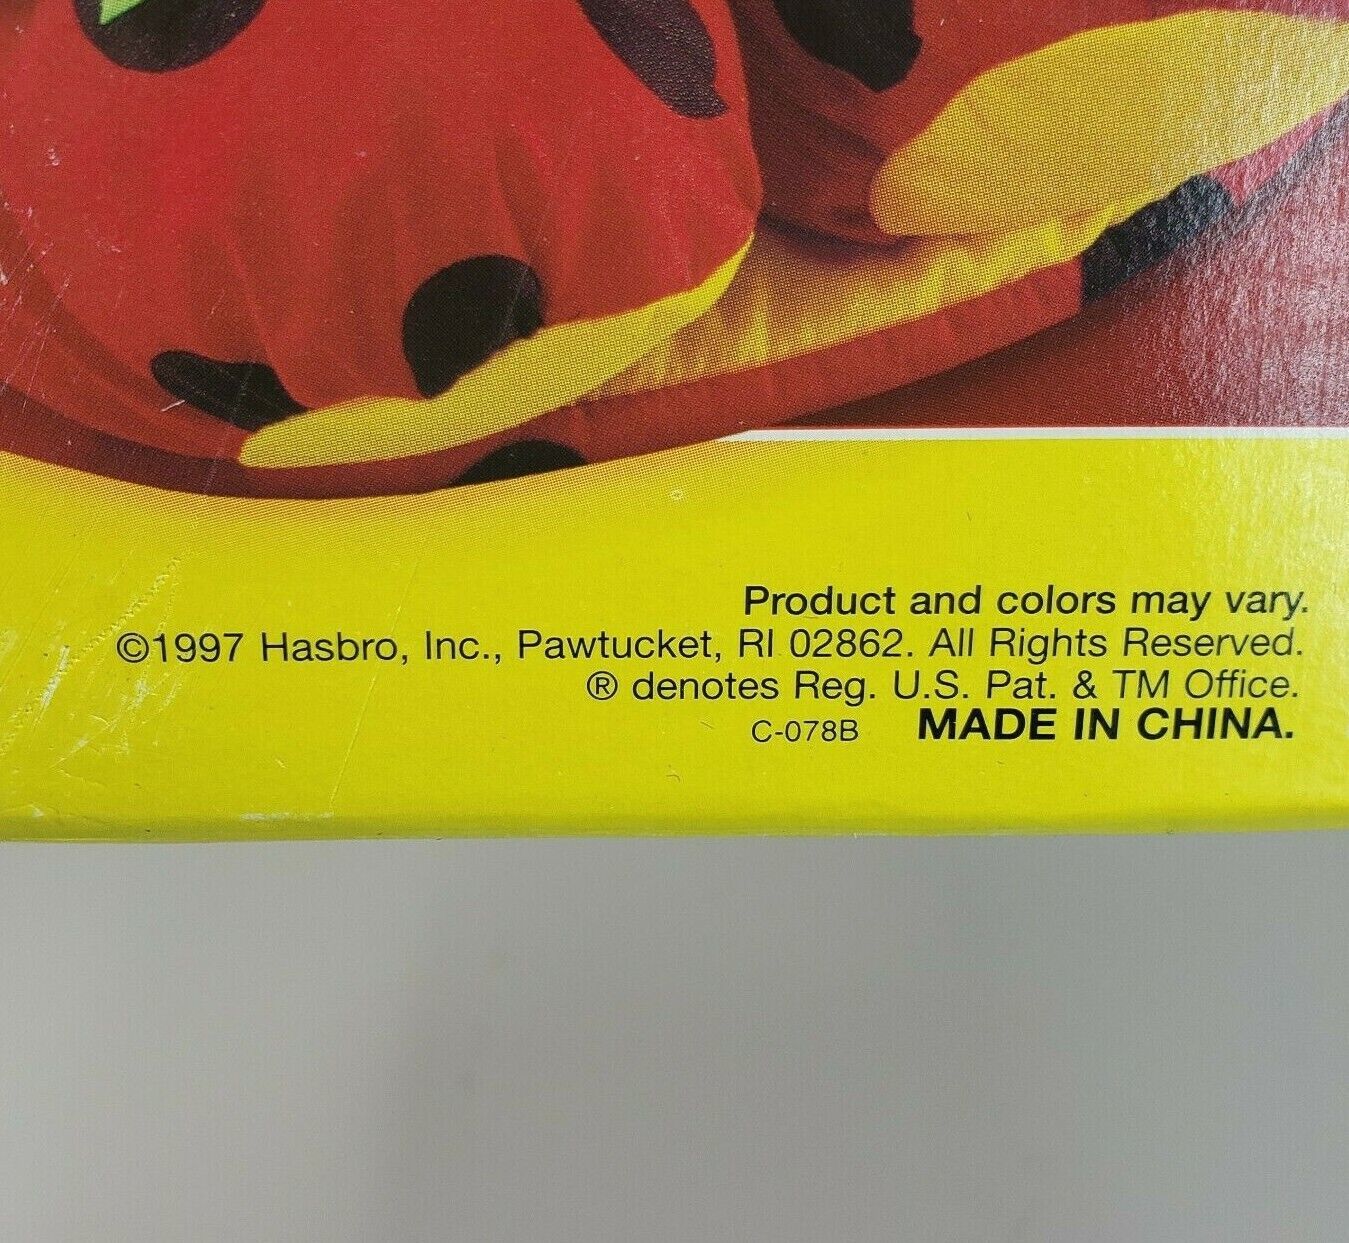 Product and colors may vary.
©1997 Hasbro, Inc., Pawtucket, RI 02862. All Rights Reserved.
® denotes Reg. U.S. Pat. & TM Office.
C-078B MADE IN CHINA.